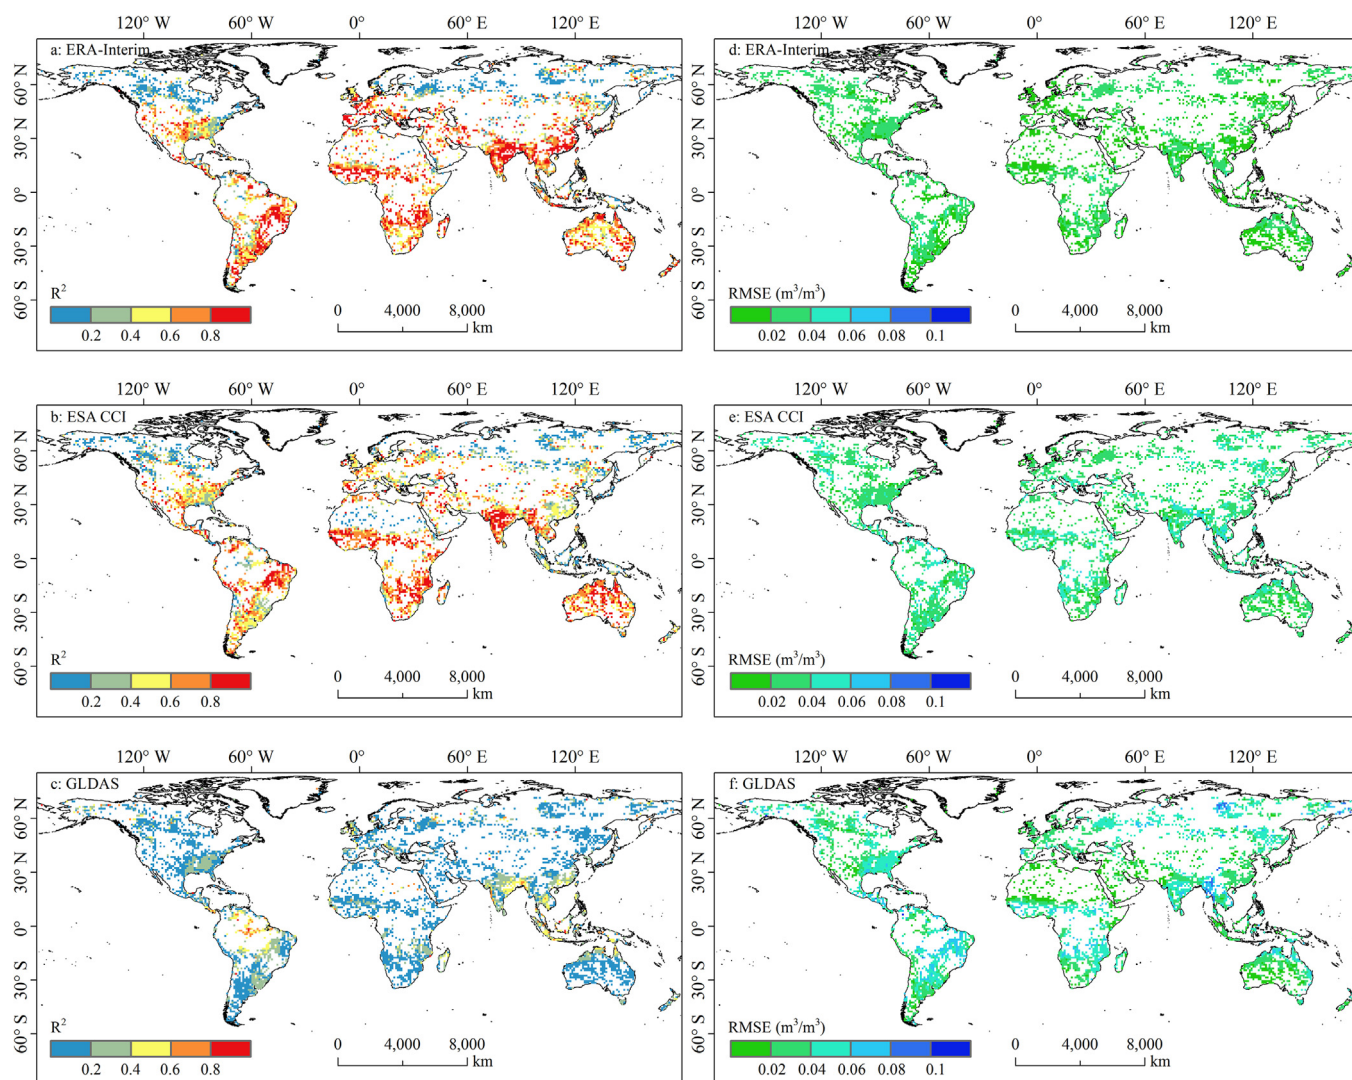 120° W 60° W 0° 60° E 120° E
120° W 60° W 0° 60° E 120° E
a: ERA-Interim
d: ERA-Interim
60° N
30° N
0°
30° S
60° S
60° N
30° N
0°
30° S
60° S
R²
0.2 0.4 0.6 0.8
0 4,000 8,000
km
RMSE (m³/m³)
0.02 0.04 0.06 0.08 0.1
0 4,000 8,000
km
120° W 60° W 0° 60° E 120° E
120° W 60° W 0° 60° E 120° E
b: ESA CCI
e: ESA CCI
60° N
30° N
0°
30° S
60° S
60° N
30° N
0°
30° S
60° S
R²
0.2 0.4 0.6 0.8
0 4,000 8,000
km
RMSE (m³/m³)
0.02 0.04 0.06 0.08 0.1
0 4,000 8,000
km
120° W 60° W 0° 60° E 120° E
120° W 60° W 0° 60° E 120° E
c: GLDAS
f: GLDAS
60° N
30° N
0°
30° S
60° S
60° N
30° N
0°
30° S
60° S
R²
0.2 0.4 0.6 0.8
0 4,000 8,000
km
RMSE (m³/m³)
0.02 0.04 0.06 0.08 0.1
0 4,000 8,000
km